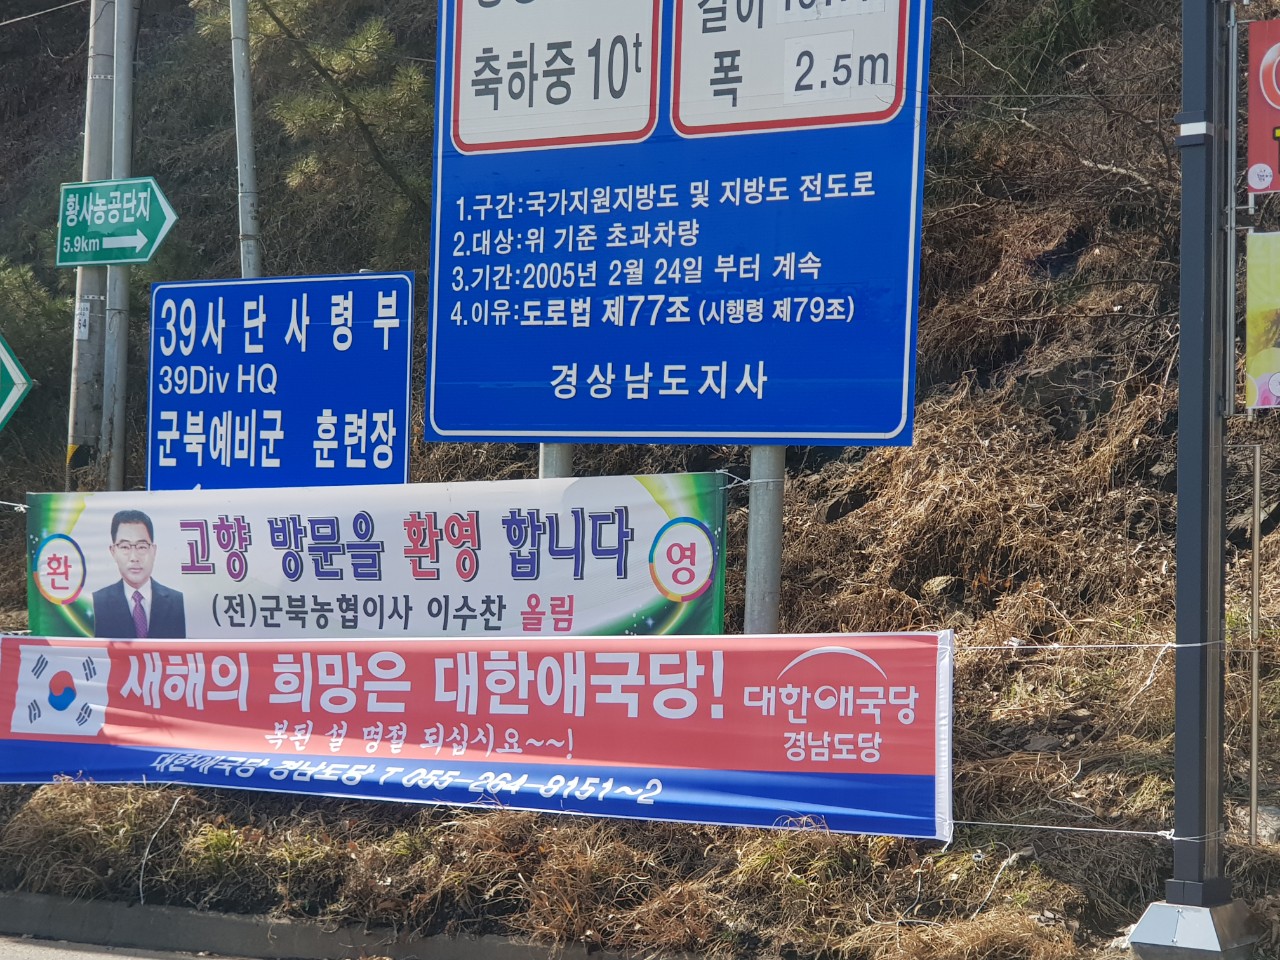 축하중 10t
폭 2.5m
1.구간:국가지원지방도 및 지방도 전도로
2.대상:위 기준 초과차량
3.기간:2005년 2월 24일 부터 계속
4.이유:도로법 제77조 (시행령 제79조)
경상남도지사
황사농공단지
5.9km
39사단사령부
39Div HQ
군북예비군 훈련장
환
고향 방문을 환영 합니다
영
(전)군북농협이사 이수찬 올림
새해의 희망은 대한애국당!
복된 설 명절 되십시요~~!
대한애국당
경남도당
대한애국당 경남도당 T 055-264-8151~2